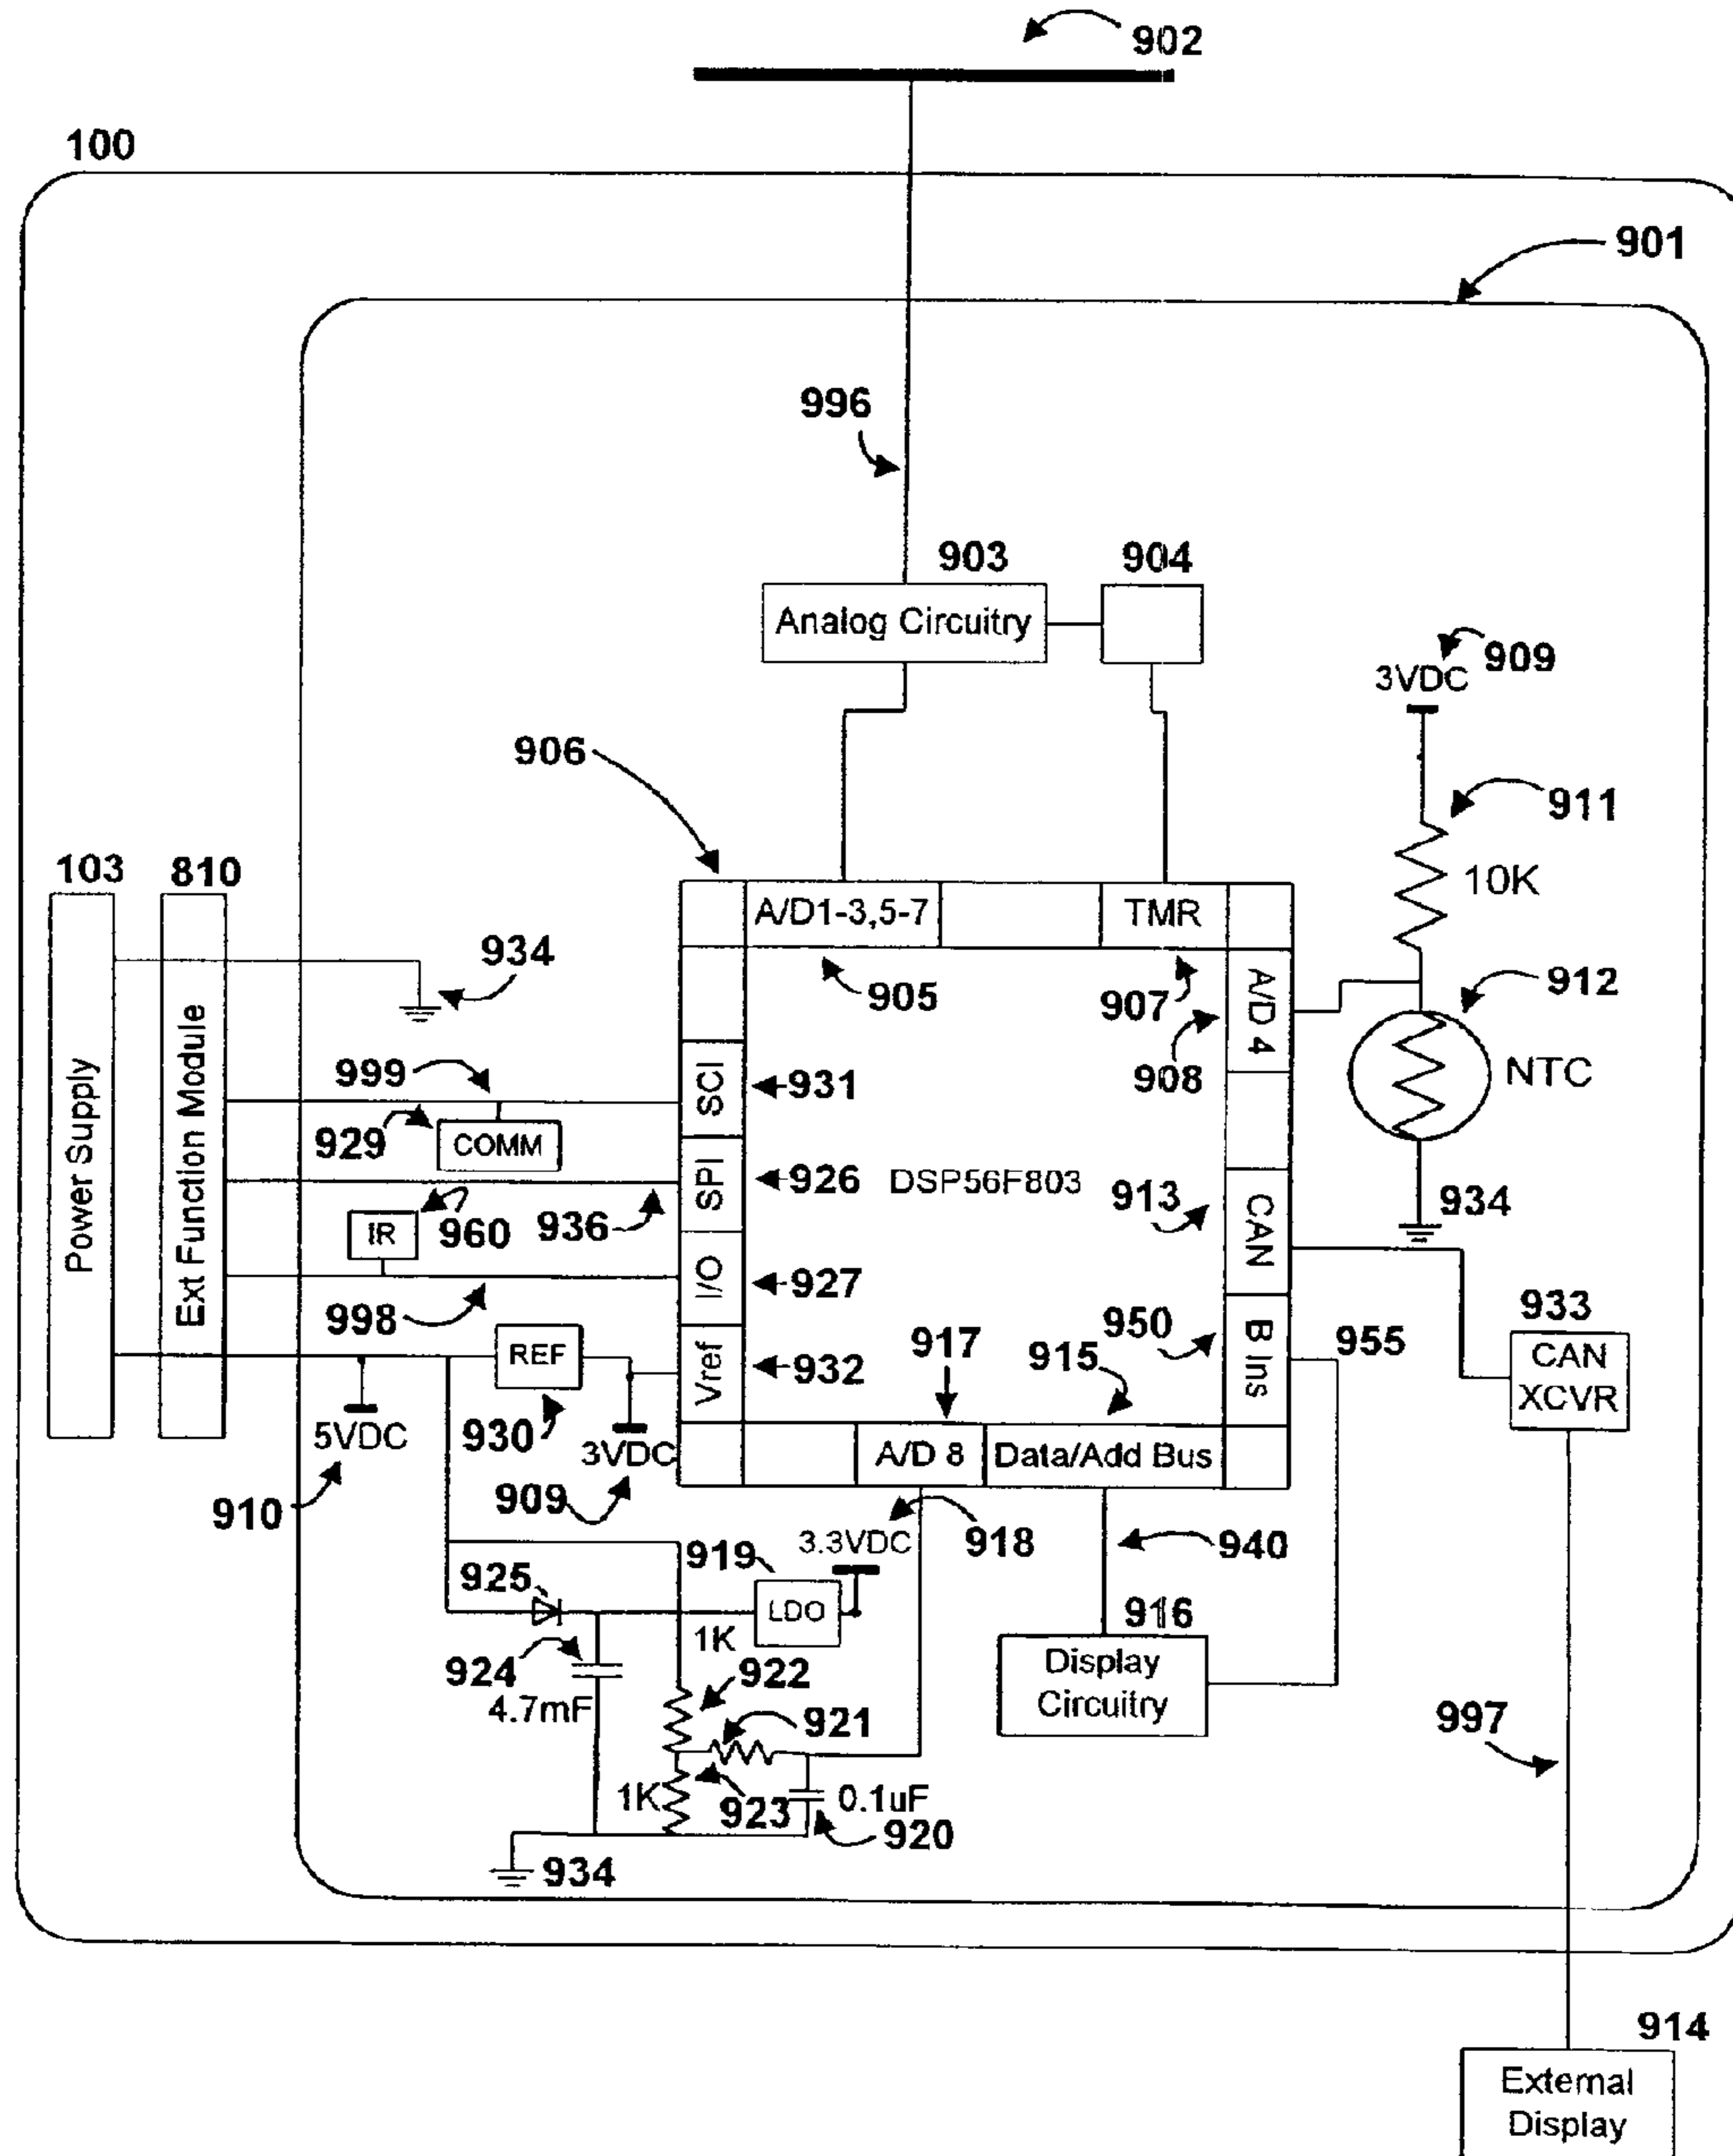 902
100
901
996
903
904
Analog Circuitry
909
3VDC
906
911
10K
103
810
A/D1-3,5-7
TMR
934
905
907
A/D 4
912
908
NTC
Power Supply
Ext Function Module
999
SCI
931
929
COMM
SPI
926
DSP56F803
913
CAN
934
IR
960
936
I/O
927
998
933
REF
Vref
932
917
915
950
B Ins
955
CAN
XCVR
5VDC
930
3VDC
A/D 8
Data/Add Bus
910
909
919
3.3VDC
918
940
925
LDO
1K
916
924
4.7mF
922
Display
Circuitry
921
997
1K
923
0.1uF
920
934
914
External
Display